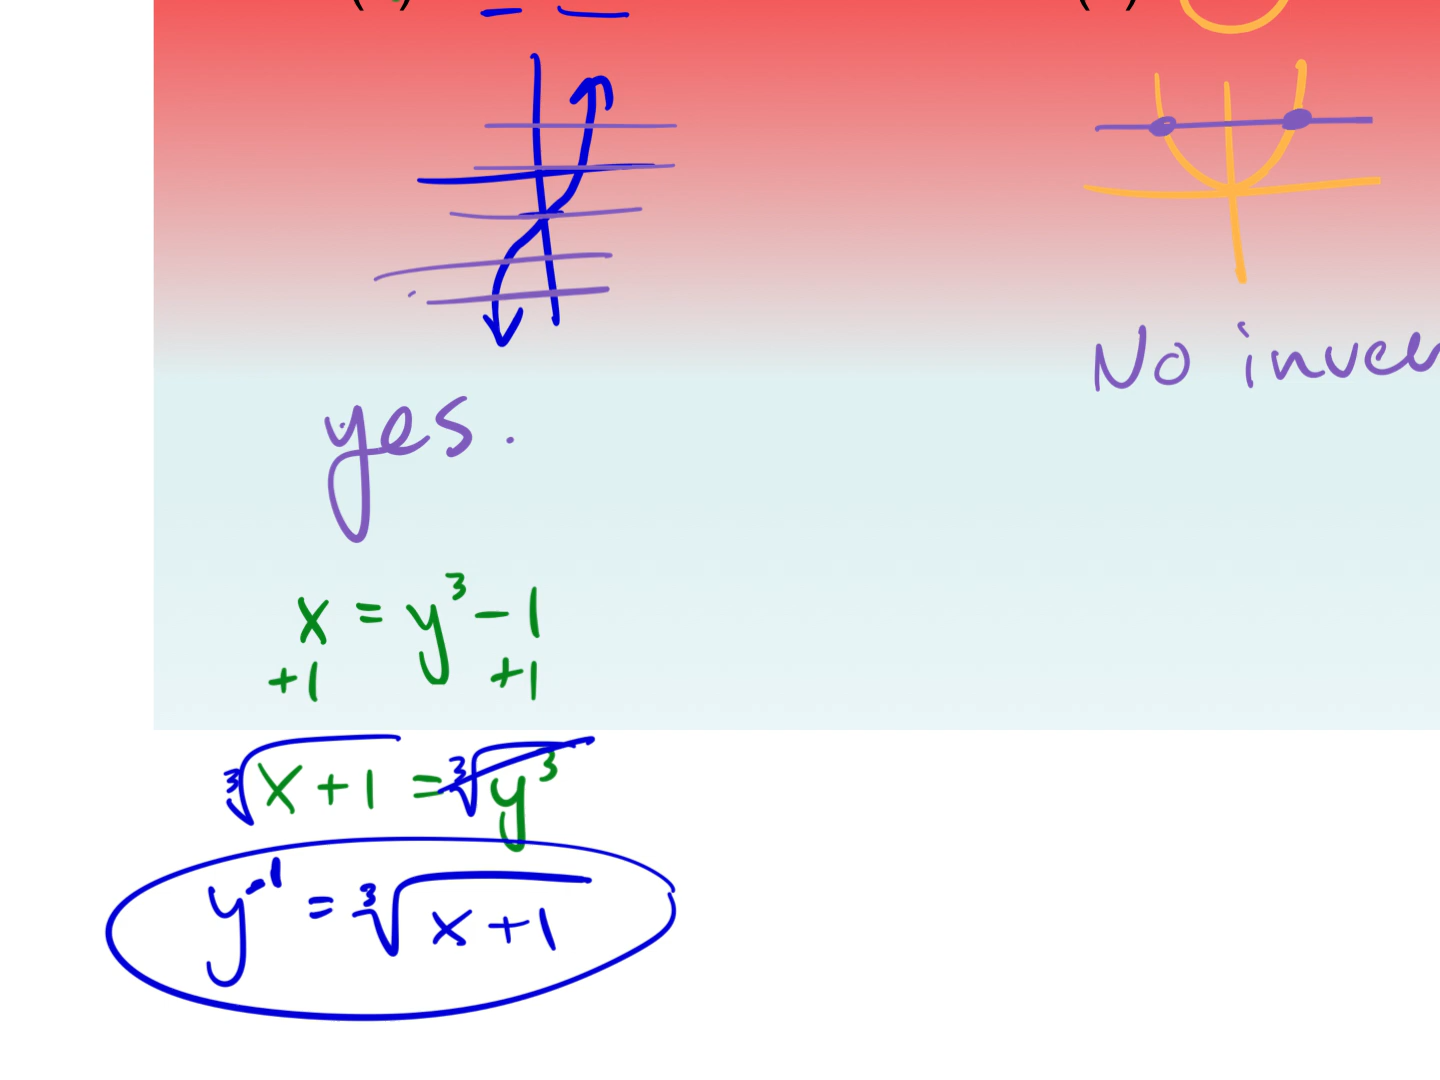 yes.
No inver
x = y³ - 1
+1 +1
∛x + 1 = ∛y³
y⁻¹ = ∛x + 1